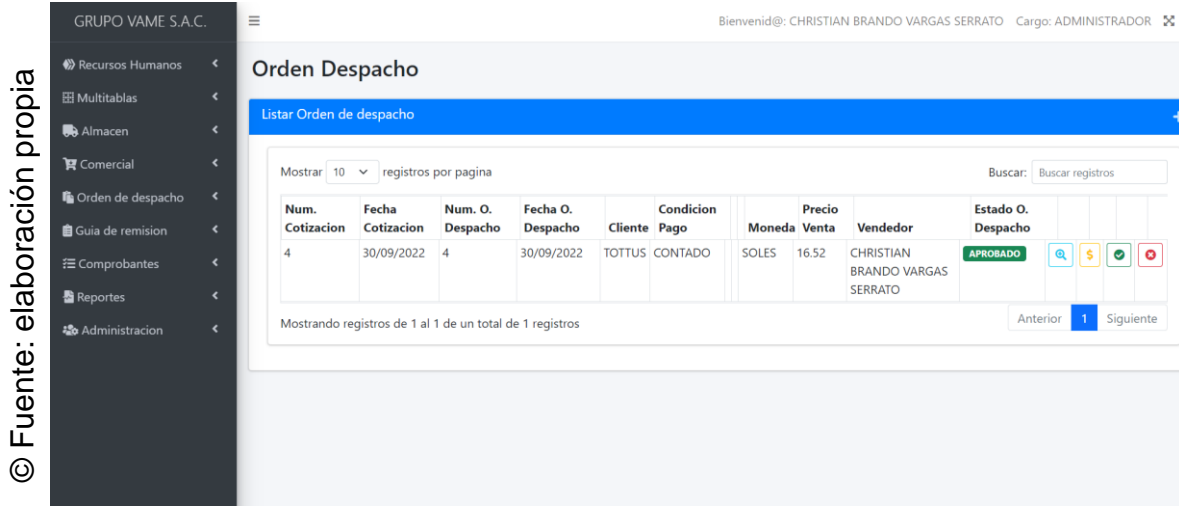 © Fuente: elaboración propia
GRUPO VAME S.A.C.
Bienvenid@: CHRISTIAN BRANDO VARGAS SERRATO Cargo: ADMINISTRADOR
Recursos Humanos
Multitablas
Almacen
Comercial
Orden de despacho
Guia de remision
Comprobantes
Reportes
Administracion
Orden Despacho
Listar Orden de despacho
Mostrar 10 registros por pagina
Buscar: Buscar registros
Num. Fecha Num. O. Fecha O. Condicion Precio Estado O.
Cotizacion Cotizacion Despacho Despacho Cliente Pago Moneda Venta Vendedor Despacho
4 30/09/2022 4 30/09/2022 TOTTUS CONTADO SOLES 16.52 CHRISTIAN APROBADO
BRANDO VARGAS
SERRATO
Mostrando registros de 1 al 1 de un total de 1 registros
Anterior 1 Siguiente